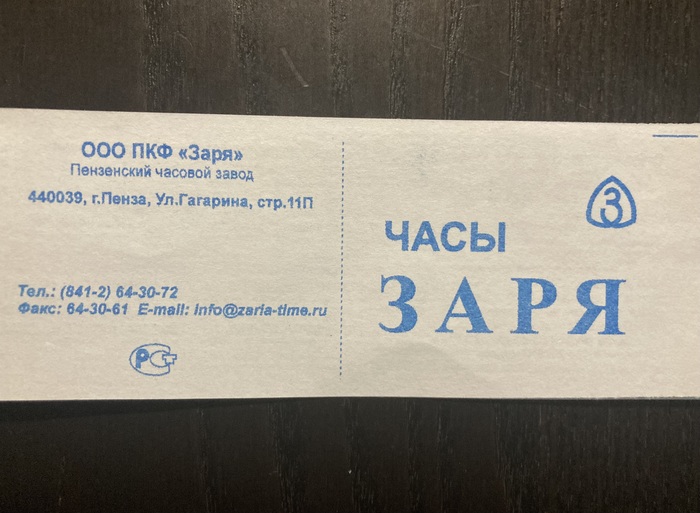 ООО ПКФ «Заря»
Пензенский часовой завод
440039, г.Пенза, Ул.Гагарина, стр.11П
Тел.: (841-2) 64-30-72
Факс: 64-30-61 E-mail: Info@zaria-time.ru
РСТ
З
ЧАСЫ
ЗАРЯ